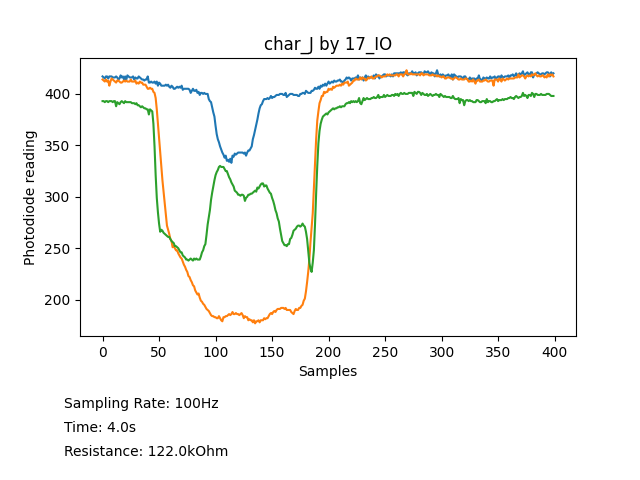 char_J by 17_IO
400
350
300
250
200
Photodiode reading
0 50 100 150 200 250 300 350 400
Samples
Sampling Rate: 100Hz
Time: 4.0s
Resistance: 122.0kOhm